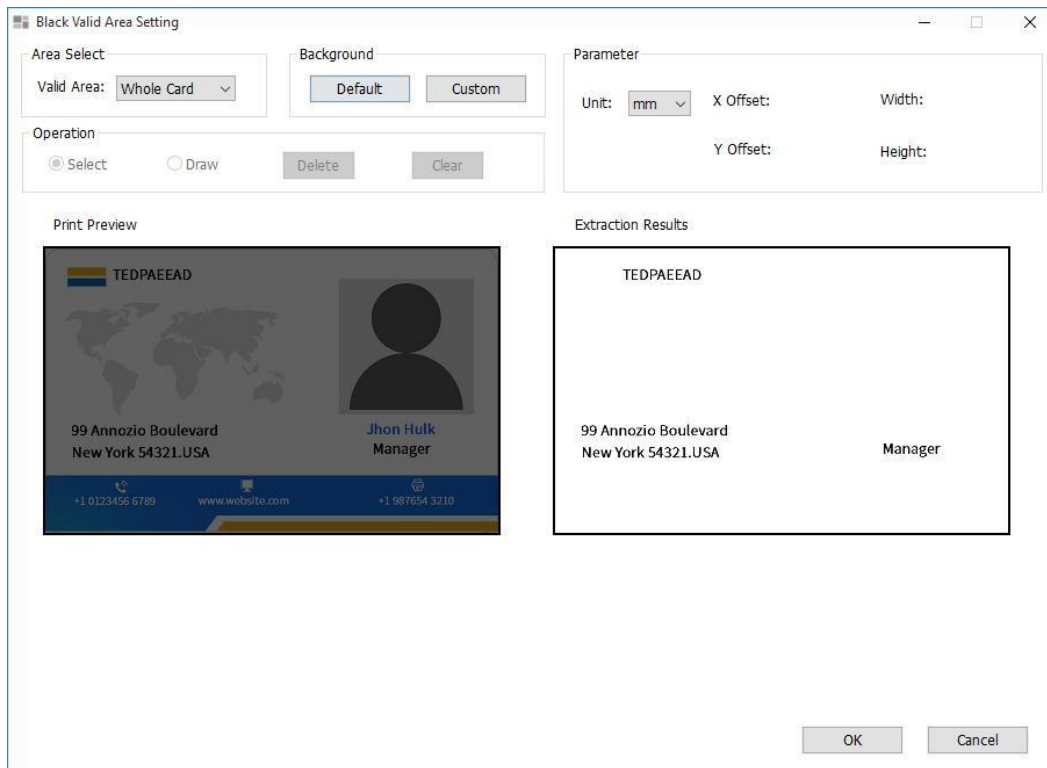 Black Valid Area Setting
Area Select
Valid Area: Whole Card
Background
Default Custom
Parameter
Unit: mm X Offset: Width:
Y Offset: Height:
Operation
Select Draw Delete Clear
Print Preview
TEDPAEEAD
99 Annozio Boulevard
New York 54321.USA
Jhon Hulk
Manager
+1 0123456 6789 www.website.com +1 987654 3210
Extraction Results
TEDPAEEAD
99 Annozio Boulevard
New York 54321.USA
Manager
OK Cancel